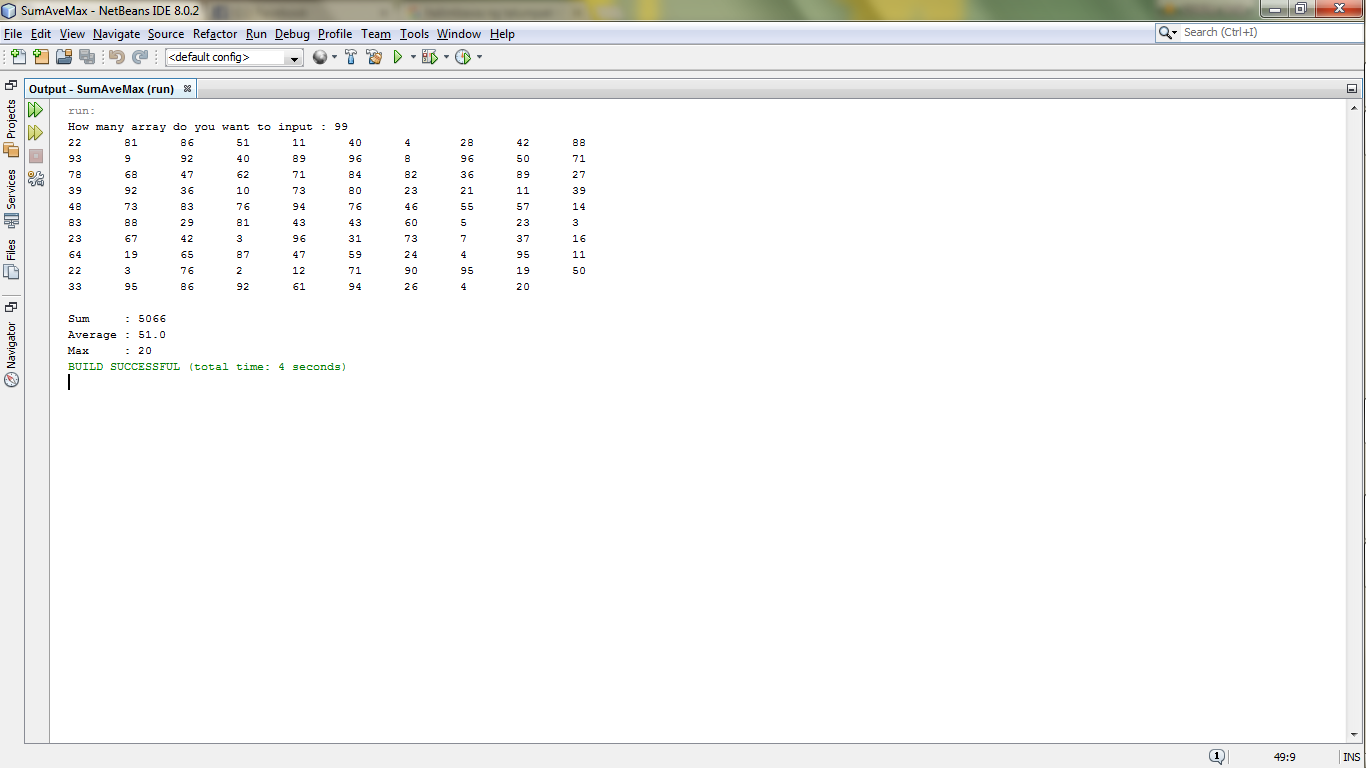 SumAveMax - NetBeans IDE 8.0.2
File Edit View Navigate Source Refactor Run Debug Profile Team Tools Window Help
Search (Ctrl+I)
<default config>
Output - SumAveMax (run)
Projects
Services
Files
Navigator
run:
How many array do you want to input : 99
22 81 86 51 11 40 4 28 42 88
93 9 92 40 89 96 8 96 50 71
78 68 47 62 71 84 82 36 89 27
39 92 36 10 73 80 23 21 11 39
48 73 83 76 94 76 46 55 57 14
83 88 29 81 43 43 60 5 23 3
23 67 42 3 96 31 73 7 37 16
64 19 65 87 47 59 24 4 95 11
22 3 76 2 12 71 90 95 19 50
33 95 86 92 61 94 26 4 20
Sum : 5066
Average : 51.0
Max : 20
BUILD SUCCESSFUL (total time: 4 seconds)
1
49:9
INS